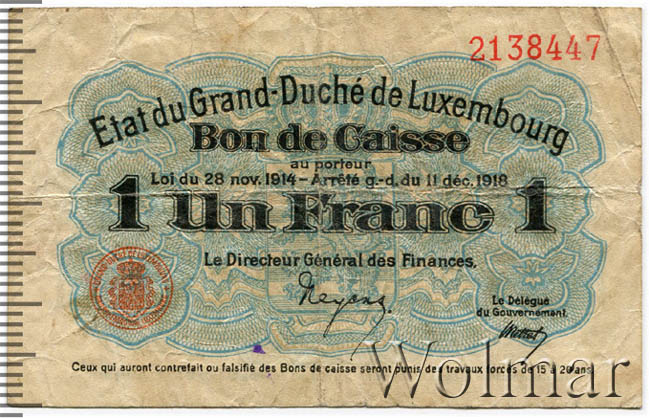 2138447
Etat du Grand-Duché de Luxembourg
Bon de Caisse
au porteur
Loi du 28 nov. 1914 – Arrêté g.-d. du 11 déc. 1918
1 Un Franc 1
Le Directeur Général des Finances,
Neyens
Le Délégué
du Gouvernement.
Ceux qui auront contrefait ou falsifié des Bons de caisse seront punis des travaux forcés de 15 à 20 ans.
Wolmar